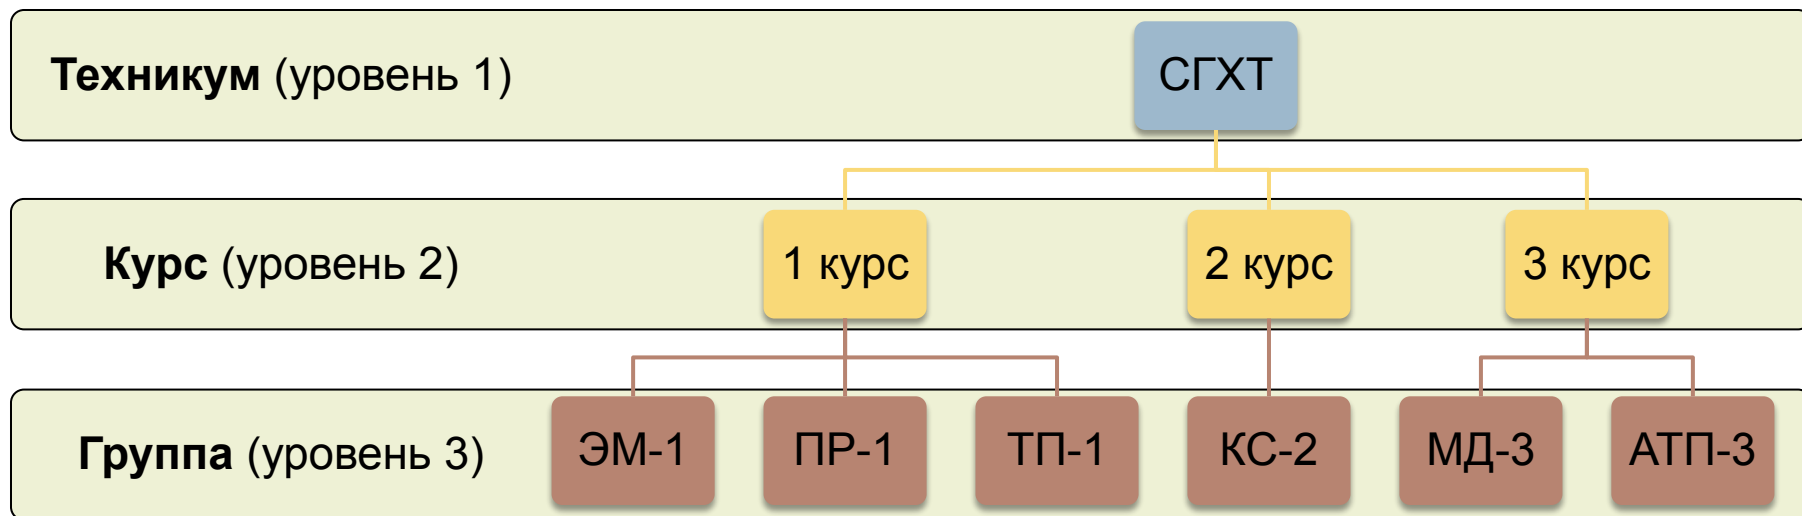 Техникум (уровень 1)
СГХТ
Курс (уровень 2)
1 курс
2 курс
3 курс
Группа (уровень 3)
ЭМ-1
ПР-1
ТП-1
КС-2
МД-3
АТП-3